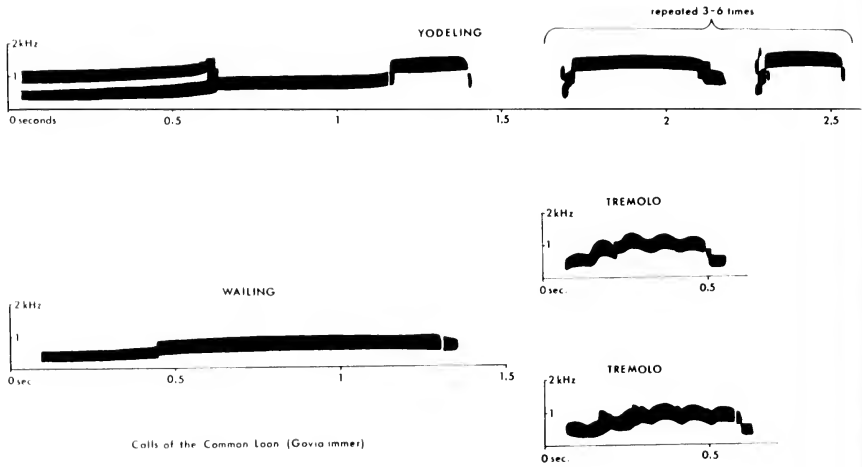 repeated 3-6 times
YODELING
2kHz
1
0 seconds 0.5 1 1.5 2 2.5
TREMOLO
2kHz
1
0 sec. 0.5
WAILING
2 kHz
1
0 sec 0.5 1 1.5
TREMOLO
2kHz
1
0 sec. 0.5
Calls of the Common Loon (Gavia immer)